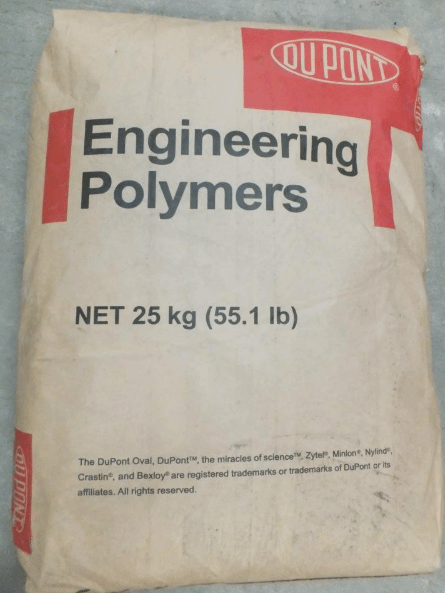 DU PONT
®
Engineering
Polymers
NET 25 kg (55.1 lb)
The DuPont Oval, DuPont™, the miracles of science™, Zytel®, Minlon®, Nylind®,
Crastin®, and Bexloy® are registered trademarks or trademarks of DuPont or its
affiliates. All rights reserved.
DU PONT